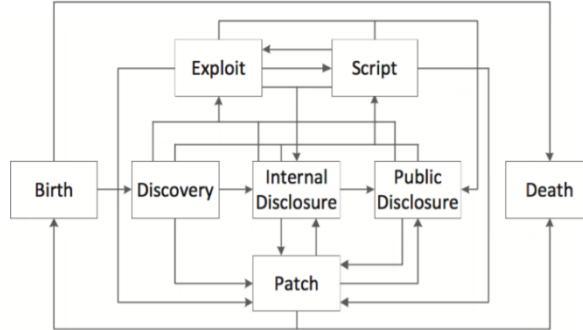 Exploit
Script
Birth
Discovery
Internal
Disclosure
Public
Disclosure
Death
Patch